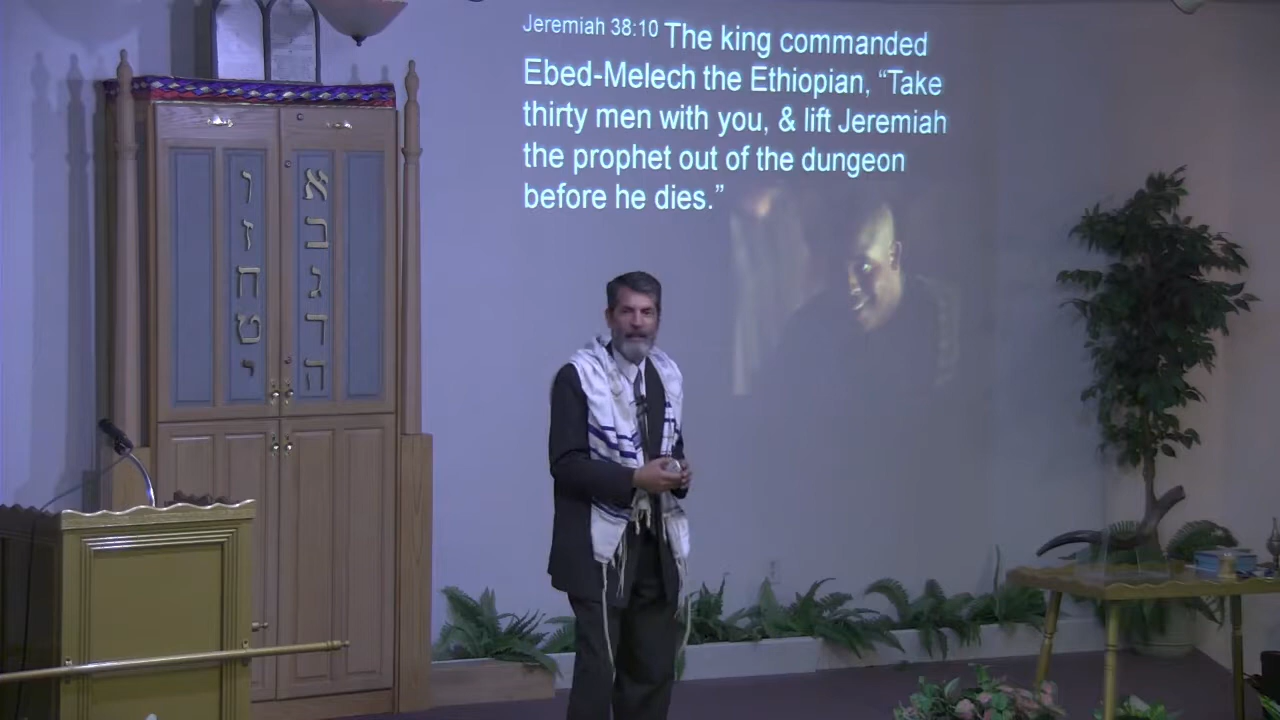 Jeremiah 38:10 The king commanded
Ebed-Melech the Ethiopian, “Take
thirty men with you, & lift Jeremiah
the prophet out of the dungeon
before he dies.”
א ו
ב ז
ג ח
ד ט
ה י